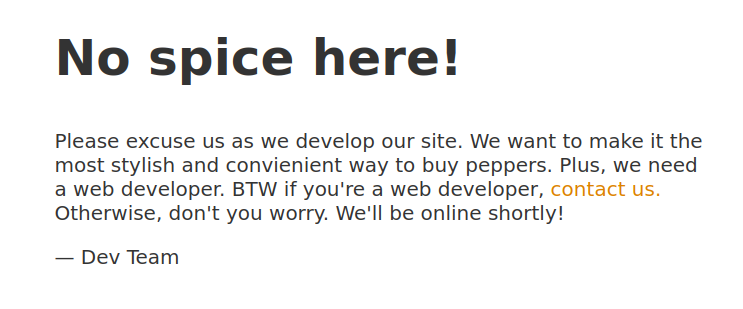 No spice here!
Please excuse us as we develop our site. We want to make it the
most stylish and convienient way to buy peppers. Plus, we need
a web developer. BTW if you're a web developer, contact us.
Otherwise, don't you worry. We'll be online shortly!
— Dev Team